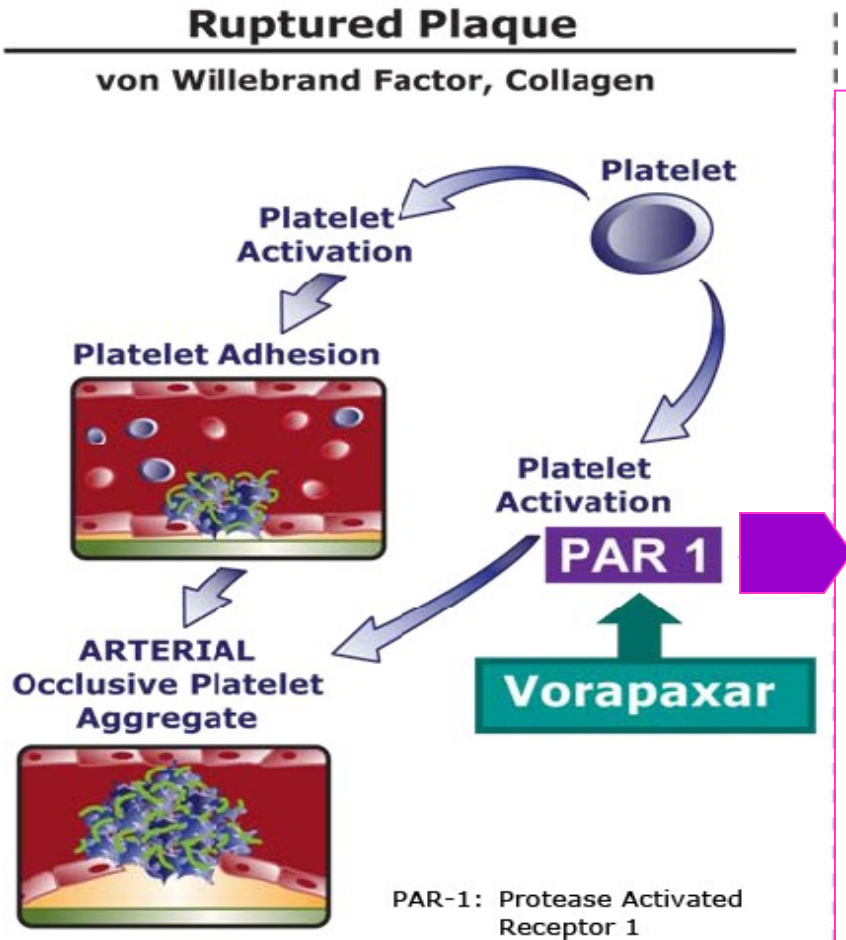 Ruptured Plaque
von Willebrand Factor, Collagen
Platelet
Platelet
Activation
Platelet Adhesion
Platelet
Activation
PAR 1
Vorapaxar
ARTERIAL
Occlusive Platelet
Aggregate
PAR-1: Protease Activated
Receptor 1